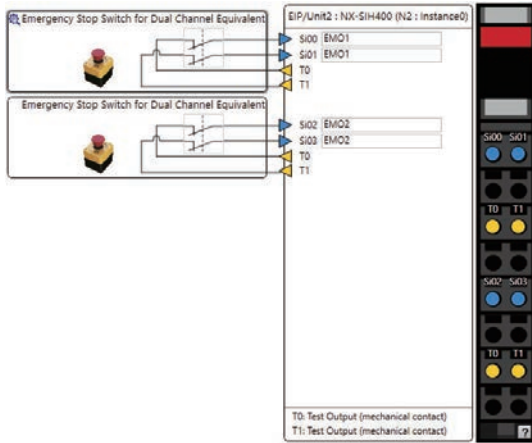 Emergency Stop Switch for Dual Channel Equivalent
EIP/Unit2 : NX-SIH400 (N2 : Instance0)
Si00 EMO1
Si01 EMO1
T0
T1
Emergency Stop Switch for Dual Channel Equivalent
Si02 EMO2
Si03 EMO2
T0
T1
T0: Test Output (mechanical contact)
T1: Test Output (mechanical contact)
Si00 Si01
T0 T1
Si02 Si03
T0 T1
?